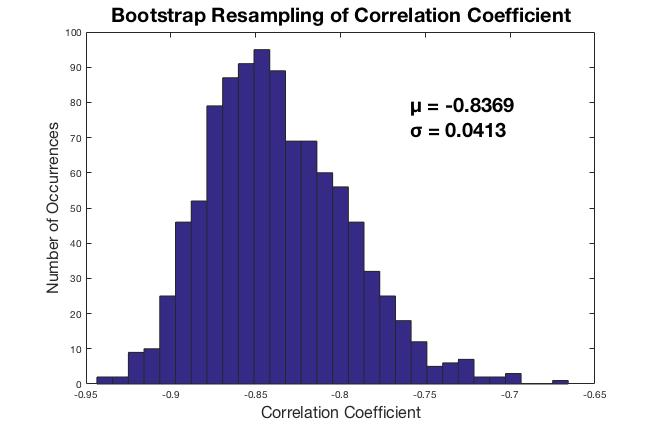 Bootstrap Resampling of Correlation Coefficient
100
90
80
70
60
50
40
30
20
10
0
Number of Occurrences
μ = -0.8369
σ = 0.0413
-0.95 -0.9 -0.85 -0.8 -0.75 -0.7 -0.65
Correlation Coefficient